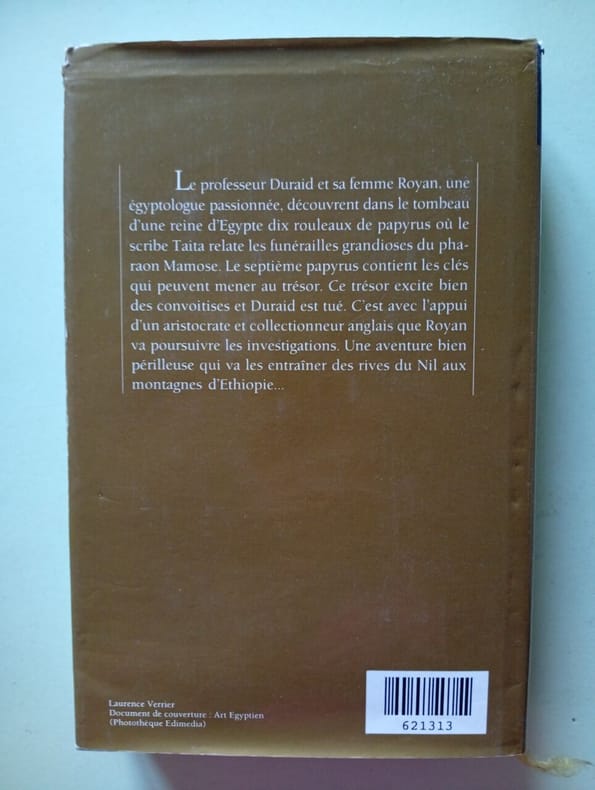 Le professeur Duraid et sa femme Royan, une
égyptologue passionnée, découvrent dans le tombeau
d'une reine d'Egypte dix rouleaux de papyrus où le
scribe Taita relate les funérailles grandioses du pha-
raon Mamose. Le septième papyrus contient les clés
qui peuvent mener au trésor. Ce trésor excite bien
des convoitises et Duraid est tué. C'est avec l'appui
d'un aristocrate et collectionneur anglais que Royan
va poursuivre les investigations. Une aventure bien
périlleuse qui va les entraîner des rives du Nil aux
montagnes d'Ethiopie...
Laurence Verrier
Document de couverture : Art Egyptien
(Photothèque Edimedia)
621313